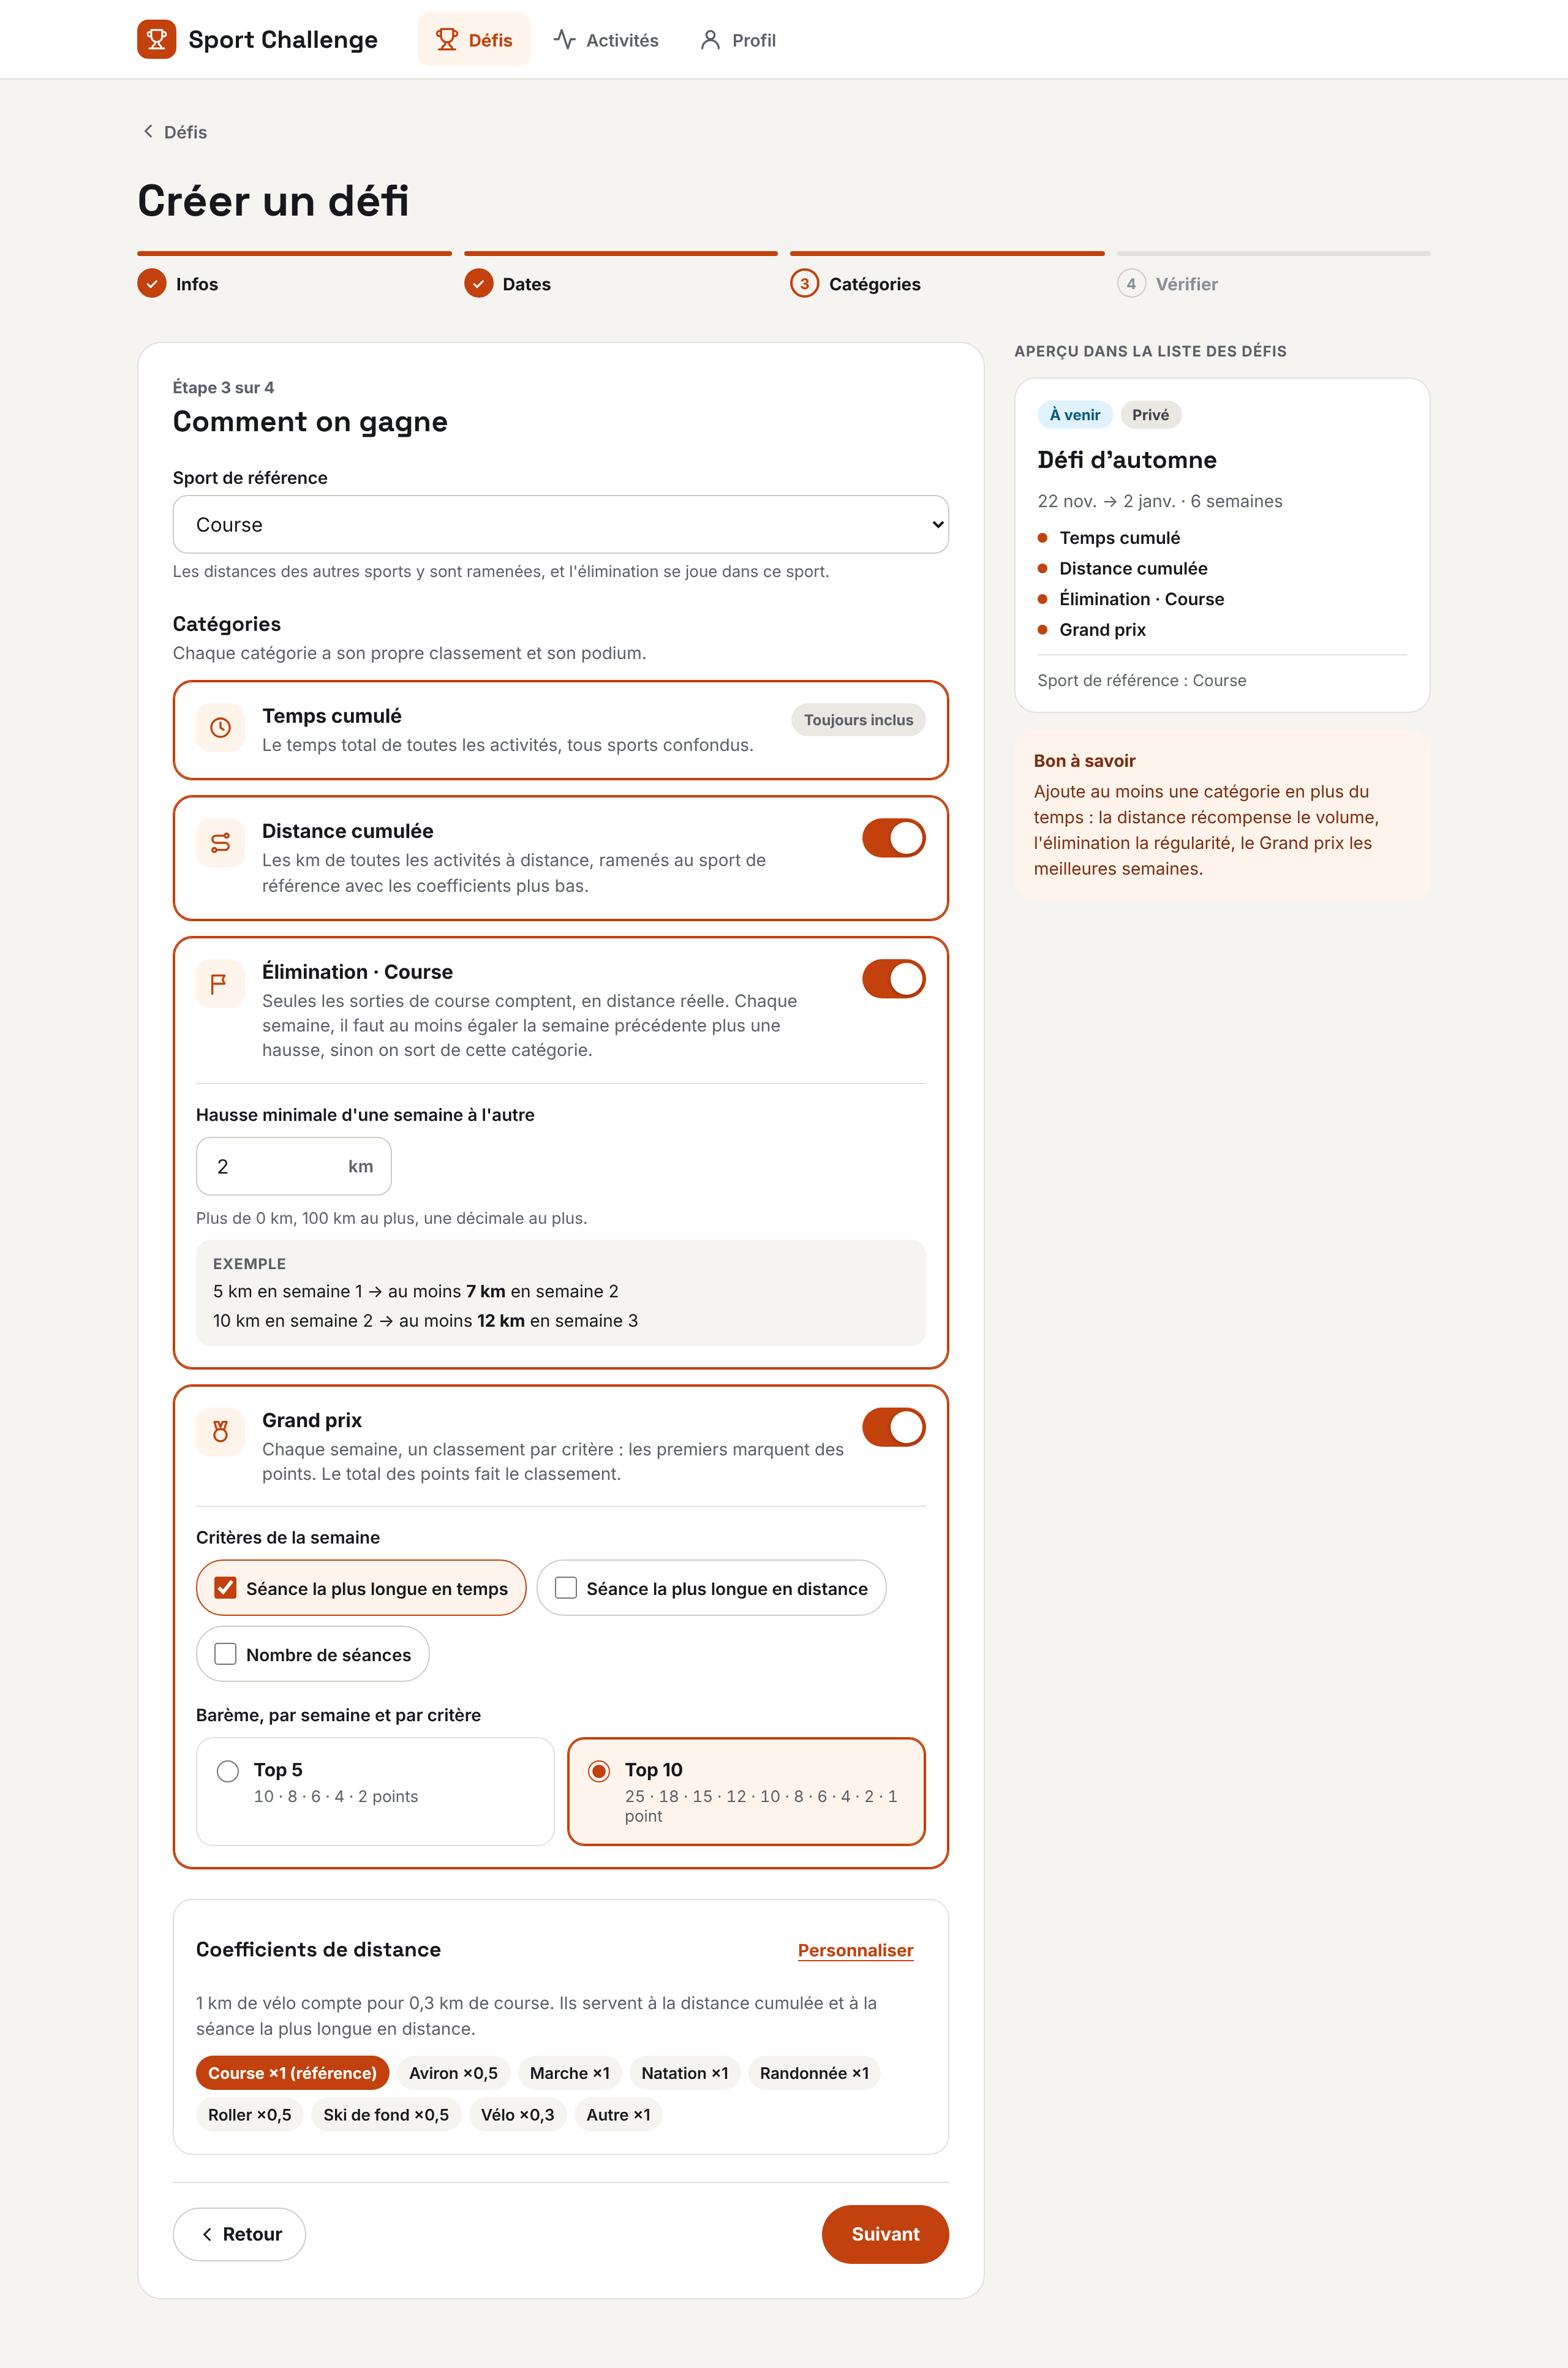 Sport Challenge
Défis
Activités
Profil
Défis
Créer un défi
Infos
Dates
3 Catégories
4 Vérifier
Étape 3 sur 4
Comment on gagne
Sport de référence
Course
Les distances des autres sports y sont ramenées, et l'élimination se joue dans ce sport.
Catégories
Chaque catégorie a son propre classement et son podium.
Temps cumulé
Toujours inclus
Le temps total de toutes les activités, tous sports confondus.
Distance cumulée
Les km de toutes les activités à distance, ramenés au sport de
référence avec les coefficients plus bas.
Élimination · Course
Seules les sorties de course comptent, en distance réelle. Chaque
semaine, il faut au moins égaler la semaine précédente plus une
hausse, sinon on sort de cette catégorie.
Hausse minimale d'une semaine à l'autre
2 km
Plus de 0 km, 100 km au plus, une décimale au plus.
EXEMPLE
5 km en semaine 1 → au moins 7 km en semaine 2
10 km en semaine 2 → au moins 12 km en semaine 3
Grand prix
Chaque semaine, un classement par critère : les premiers marquent des
points. Le total des points fait le classement.
Critères de la semaine
Séance la plus longue en temps
Séance la plus longue en distance
Nombre de séances
Barème, par semaine et par critère
Top 5
10 · 8 · 6 · 4 · 2 points
Top 10
25 · 18 · 15 · 12 · 10 · 8 · 6 · 4 · 2 · 1
point
Coefficients de distance
Personnaliser
1 km de vélo compte pour 0,3 km de course. Ils servent à la distance cumulée et à la
séance la plus longue en distance.
Course ×1 (référence)
Aviron ×0,5
Marche ×1
Natation ×1
Randonnée ×1
Roller ×0,5
Ski de fond ×0,5
Vélo ×0,3
Autre ×1
Retour
Suivant
APERÇU DANS LA LISTE DES DÉFIS
À venir
Privé
Défi d’automne
22 nov. → 2 janv. · 6 semaines
Temps cumulé
Distance cumulée
Élimination · Course
Grand prix
Sport de référence : Course
Bon à savoir
Ajoute au moins une catégorie en plus du
temps : la distance récompense le volume,
l'élimination la régularité, le Grand prix les
meilleures semaines.